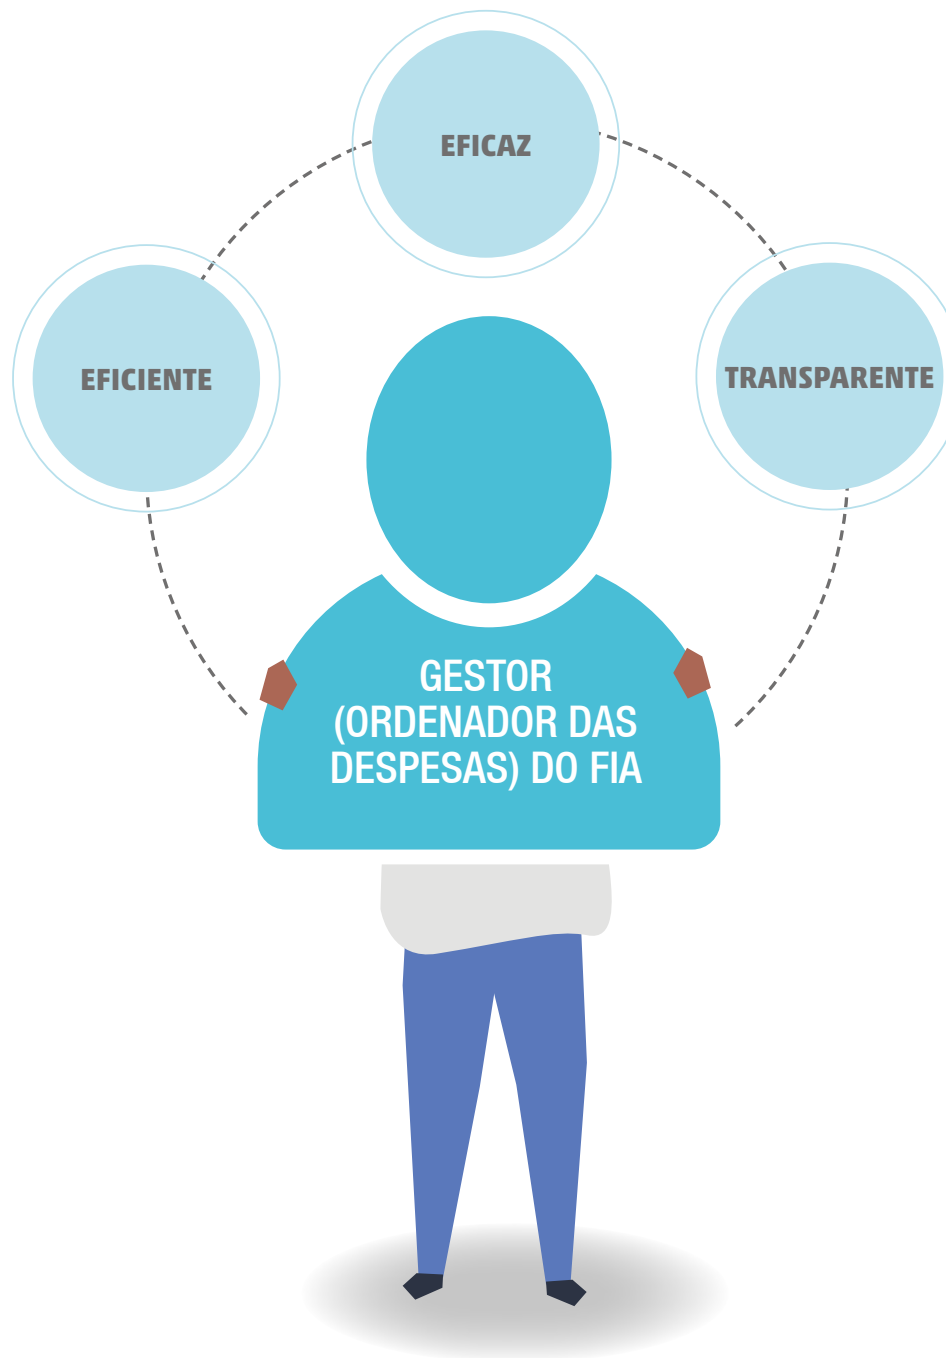 EFICAZ
EFICIENTE
TRANSPARENTE
GESTOR
(ORDENADOR DAS
DESPESAS) DO FIA